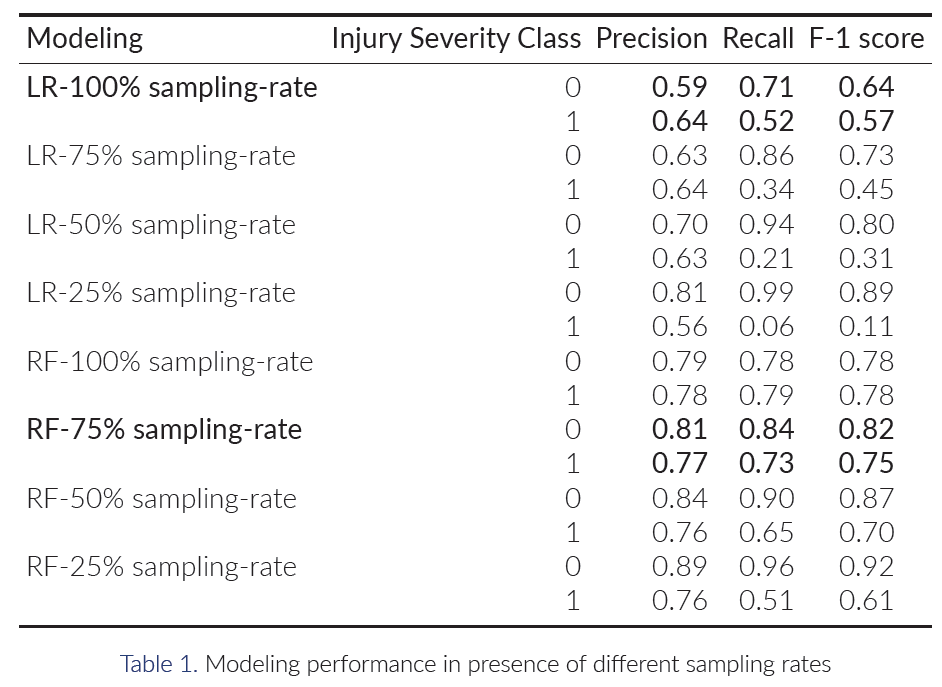 Modeling Injury Severity Class Precision Recall F-1 score
LR-100% sampling-rate 0 0.59 0.71 0.64
1 0.64 0.52 0.57
LR-75% sampling-rate 0 0.63 0.86 0.73
1 0.64 0.34 0.45
LR-50% sampling-rate 0 0.70 0.94 0.80
1 0.63 0.21 0.31
LR-25% sampling-rate 0 0.81 0.99 0.89
1 0.56 0.06 0.11
RF-100% sampling-rate 0 0.79 0.78 0.78
1 0.78 0.79 0.78
RF-75% sampling-rate 0 0.81 0.84 0.82
1 0.77 0.73 0.75
RF-50% sampling-rate 0 0.84 0.90 0.87
1 0.76 0.65 0.70
RF-25% sampling-rate 0 0.89 0.96 0.92
1 0.76 0.51 0.61
Table 1. Modeling performance in presence of different sampling rates